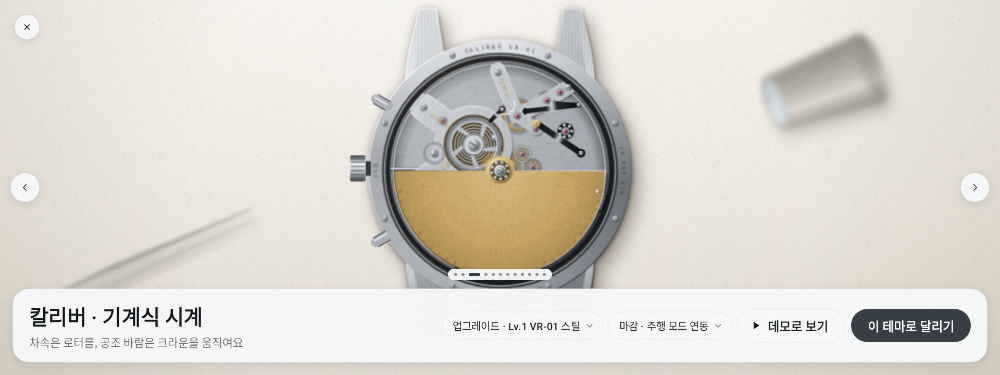 칼리버 · 기계식 시계
차속은 로터를, 공조 바람은 크라운을 움직여요
업그레이드 · Lv.1 VR-01 스틸
마감 · 주행 모드 연동
데모로 보기
이 테마로 달리기